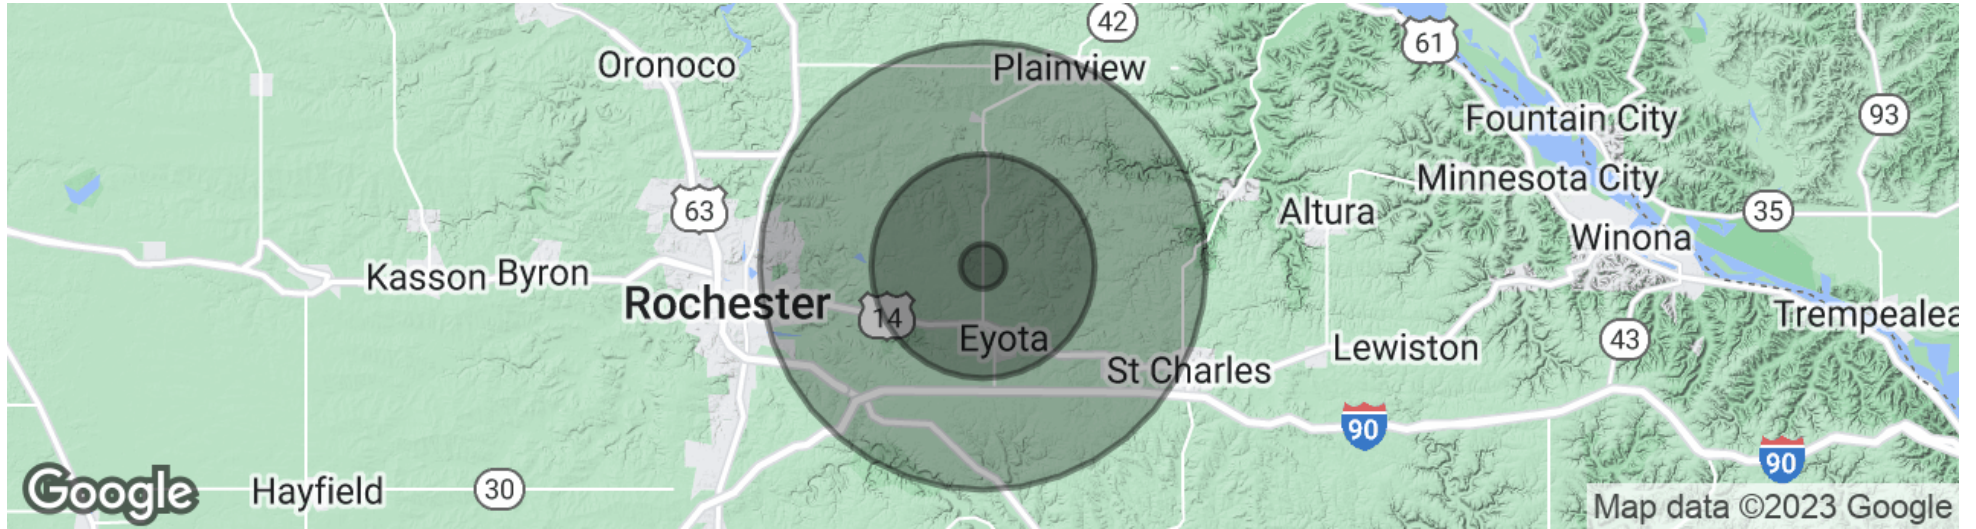 42
61
Oronoco
Plainview
93
Fountain City
Minnesota City
63
Altura
35
Winona
Kasson
Byron
Rochester
14
Trempealea
Eyota
43
Lewiston
St Charles
90
90
Google
Hayfield
30
Map data ©2023 Google